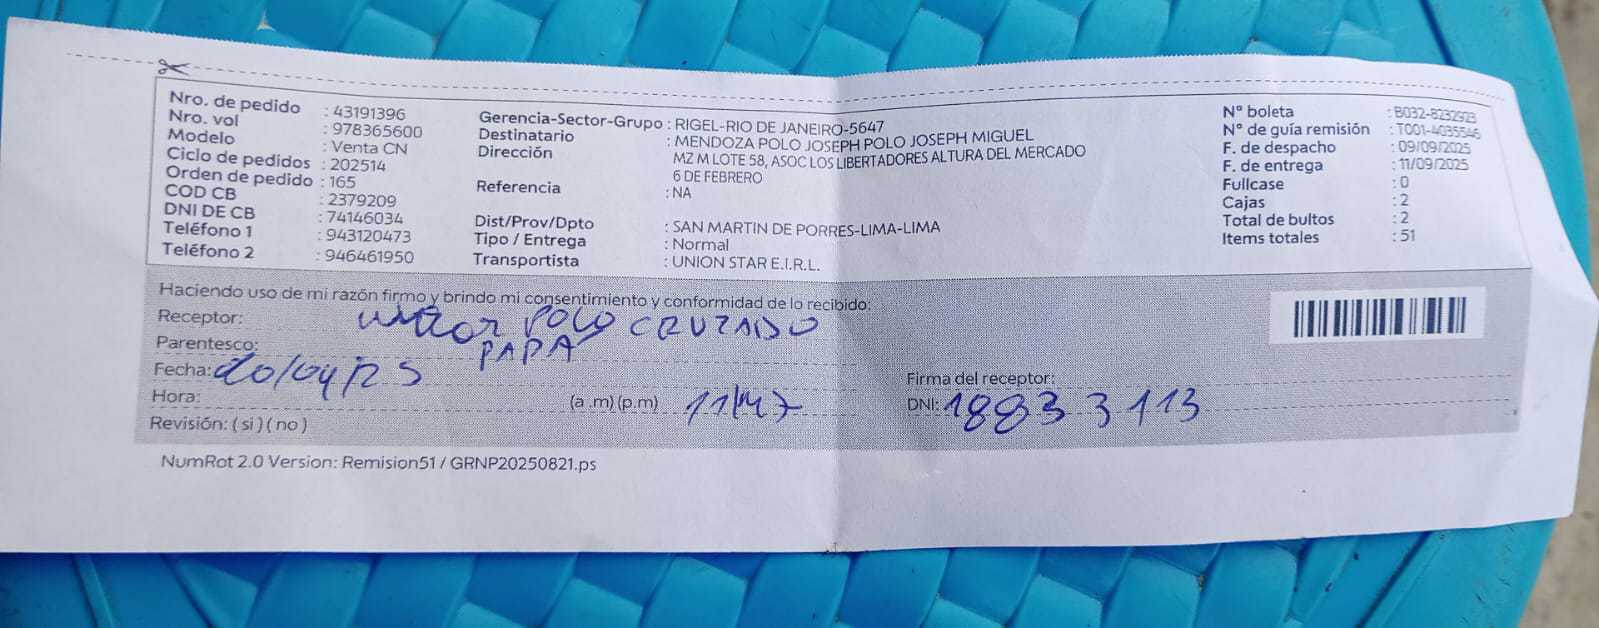 Nro. de pedido : 43191396
Nro. vol : 978365600
Modelo : Venta CN
Ciclo de pedidos : 202514
Orden de pedido : 165
COD CB : 2379209
DNI DE CB : 74146034
Teléfono 1 : 943120473
Teléfono 2 : 946461950
Gerencia-Sector-Grupo : RIGEL-RIO DE JANEIRO-5647
Destinatario : MENDOZA POLO JOSEPH POLO JOSEPH MIGUEL
Dirección MZ M LOTE 58, ASOC LOS LIBERTADORES ALTURA DEL MERCADO
6 DE FEBRERO
Referencia : NA
Dist/Prov/Dpto : SAN MARTIN DE PORRES-LIMA-LIMA
Tipo / Entrega : Normal
Transportista : UNION STAR E.I.R.L.
N° boleta : B032-8232923
N° de guía remisión : T001-4035546
F. de despacho : 09/09/2025
F. de entrega : 11/09/2025
Fullcase : 0
Cajas : 2
Total de bultos : 2
Items totales : 51
Haciendo uso de mi razón firmo y brindo mi consentimiento y conformidad de lo recibido:
Receptor: POLO CRUZADO
Parentesco: PAPA
Fecha:
Hora: (a .m) (p.m)
Revisión: ( si ) ( no )
Firma del receptor:
DNI: 18833113
NumRot 2.0 Version: Remision51 / GRNP20250821.ps